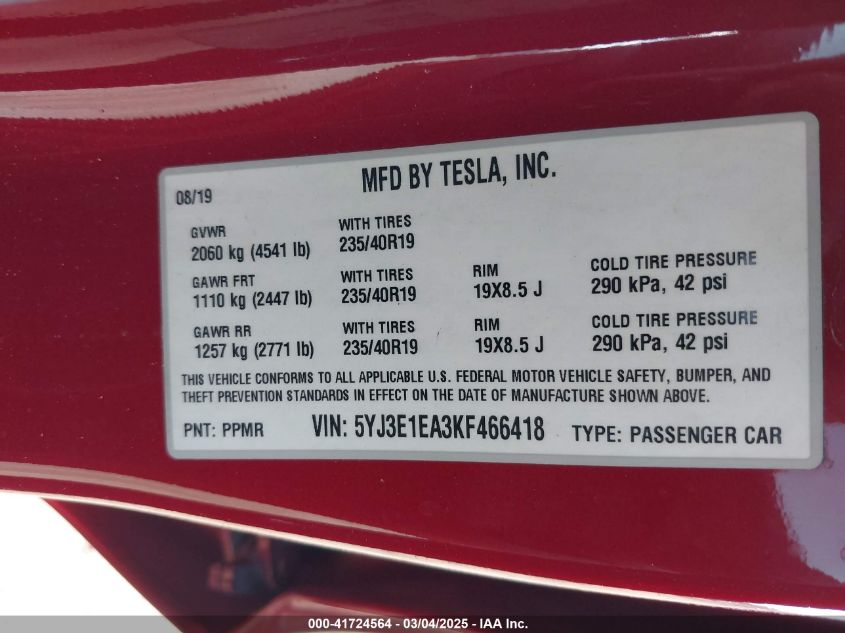 MFD BY TESLA, INC.
08/19
GVWR
2060 kg (4541 lb)
WITH TIRES
235/40R19
GAWR FRT
1110 kg (2447 lb)
WITH TIRES
235/40R19
RIM
19X8.5 J
COLD TIRE PRESSURE
290 kPa, 42 psi
GAWR RR
1257 kg (2771 lb)
WITH TIRES
235/40R19
RIM
19X8.5 J
COLD TIRE PRESSURE
290 kPa, 42 psi
THIS VEHICLE CONFORMS TO ALL APPLICABLE U.S. FEDERAL MOTOR VEHICLE SAFETY, BUMPER, AND
THEFT PREVENTION STANDARDS IN EFFECT ON THE DATE OF MANUFACTURE SHOWN ABOVE.
PNT: PPMR VIN: 5YJ3E1EA3KF466418 TYPE: PASSENGER CAR
000-41724564 - 03/04/2025 - IAA Inc.